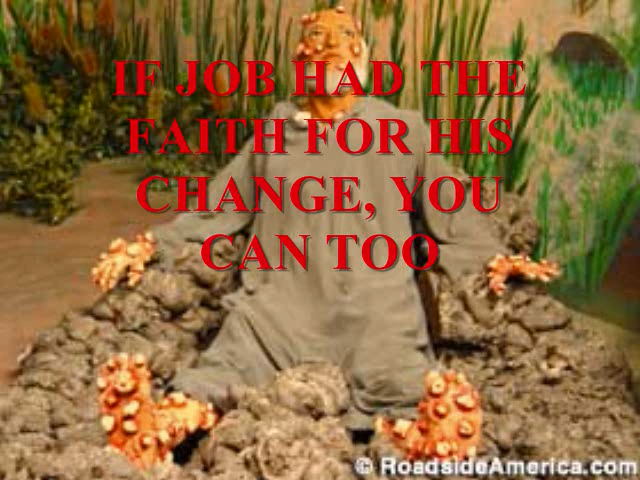 IF JOB HAD THE
FAITH FOR HIS
CHANGE, YOU
CAN TOO
© RoadsideAmerica.com